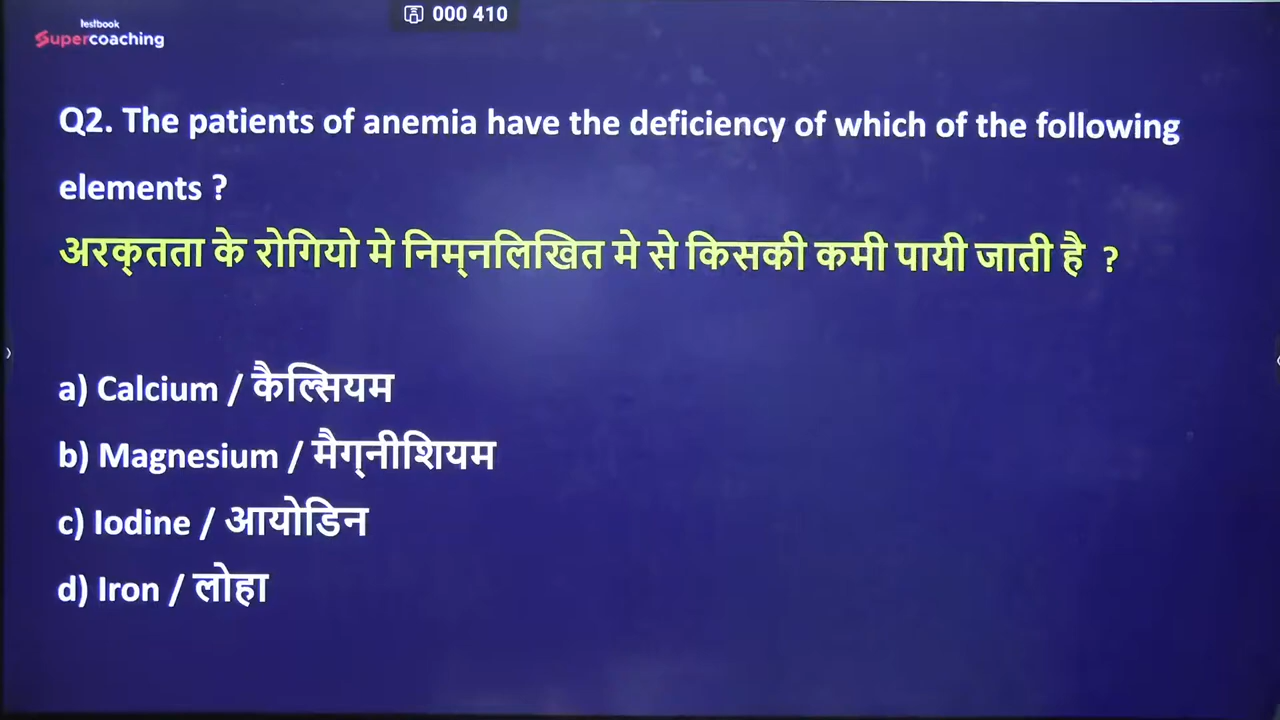 testbook
Supercoaching
000 410
Q2. The patients of anemia have the deficiency of which of the following
elements ?
अरक्‌तता के रोगियो मे निम्‌नलिखित मे से किसकी कमी पायी जाती है ?
a) Calcium / कैल्सियम
b) Magnesium / मैग्‌नीशियम
c) Iodine / आयोडिन
d) Iron / लोहा